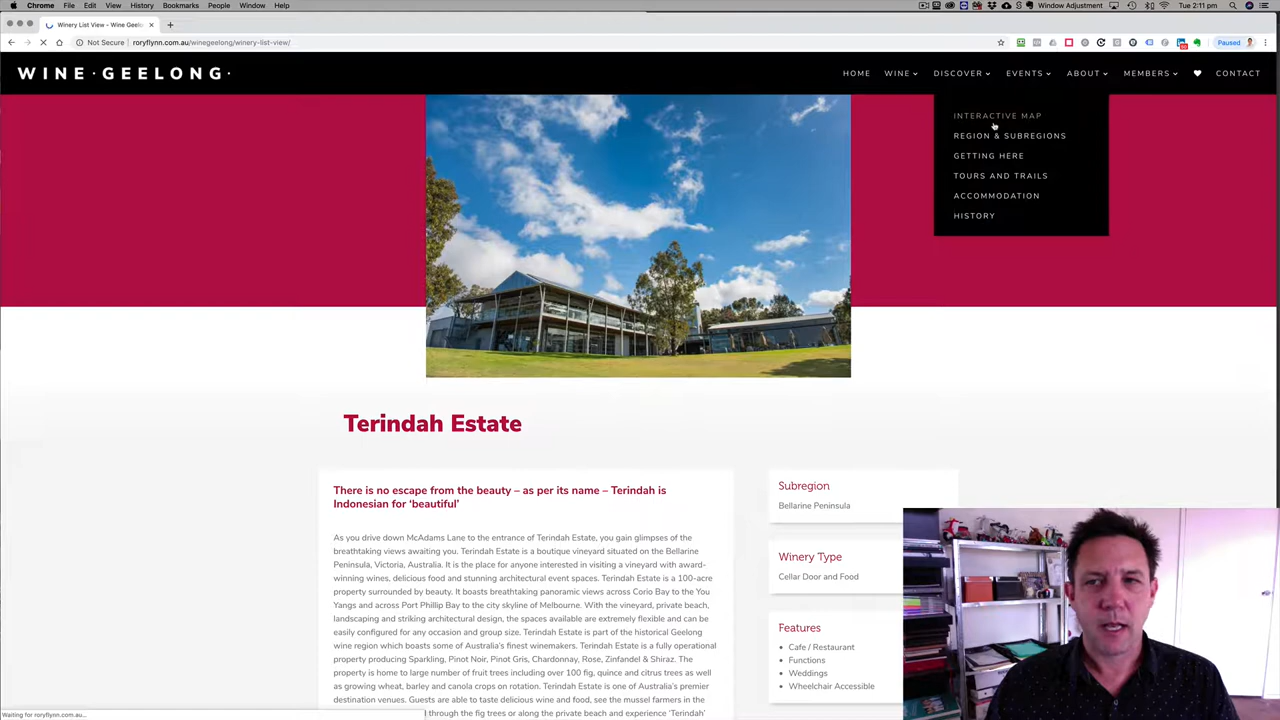 Chrome File Edit View History Bookmarks People Window Help
Window Adjustment
Tue 2:11 pm
Winery List View – Wine Geelo
Not Secure
roryflynn.com.au/winegeelong/winery-list-view/
Paused
WINE·GEELONG·
HOME WINE DISCOVER EVENTS ABOUT MEMBERS CONTACT
INTERACTIVE MAP
REGION & SUBREGIONS
GETTING HERE
TOURS AND TRAILS
ACCOMMODATION
HISTORY
Terindah Estate
There is no escape from the beauty – as per its name – Terindah is
Indonesian for ‘beautiful’
As you drive down McAdams Lane to the entrance of Terindah Estate, you gain glimpses of the
breathtaking views awaiting you. Terindah Estate is a boutique vineyard situated on the Bellarine
Peninsula, Victoria, Australia. It is the place for anyone interested in visiting a vineyard with award-
winning wines, delicious food and stunning architectural event spaces. Terindah Estate is a 100-acre
property surrounded by beauty. It boasts breathtaking panoramic views across Corio Bay to the You
Yangs and across Port Phillip Bay to the city skyline of Melbourne. With the vineyard, private beach,
landscaping and striking architectural design, the spaces available are extremely flexible and can be
easily configured for any occasion and group size. Terindah Estate is part of the historical Geelong
wine region which boasts some of Australia’s finest winemakers. Terindah Estate is a fully operational
property producing Sparkling, Pinot Noir, Pinot Gris, Chardonnay, Rose, Zinfandel & Shiraz. The
property is home to large number of fruit trees including over 100 fig, quince and citrus trees as well
as growing wheat, barley and canola crops on rotation. Terindah Estate is one of Australia’s premier
destination venues. Guests are able to taste delicious wine and food, see the mussel farmers in the
through the fig trees or along the private beach and experience ‘Terindah’
Subregion
Bellarine Peninsula
Winery Type
Cellar Door and Food
Features
Cafe / Restaurant
Functions
Weddings
Wheelchair Accessible
Waiting for roryflynn.com.au...